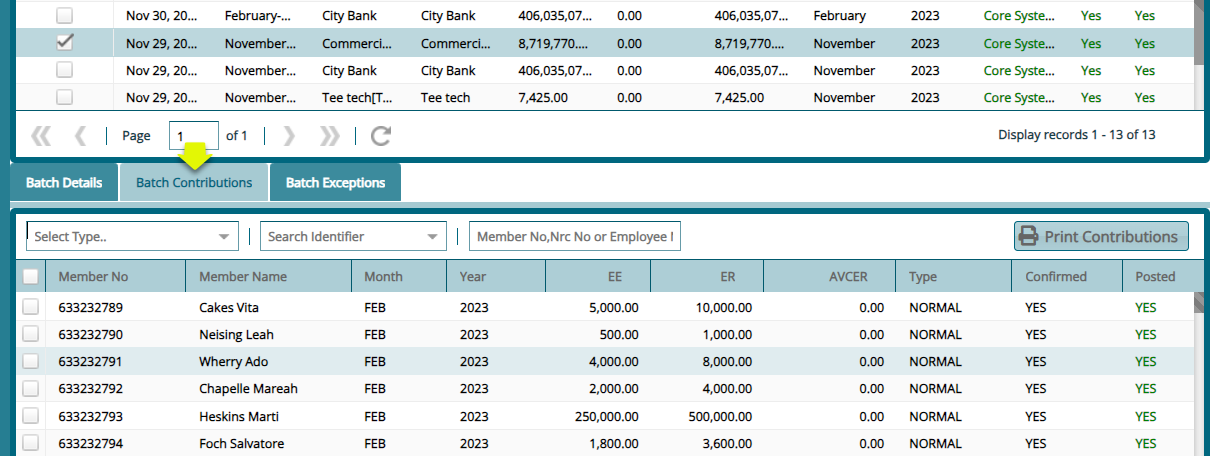 Nov 30, 20... February-... City Bank City Bank 406,035,07... 0.00 406,035,07... February 2023 Core Syste... Yes Yes
Nov 29, 20... November... Commerci... Commerci... 8,719,770.... 0.00 8,719,770.... November 2023 Core Syste... Yes Yes
Nov 29, 20... November... City Bank City Bank 406,035,07... 0.00 406,035,07... November 2023 Core Syste... Yes Yes
Nov 29, 20... November... Tee tech[T... Tee tech 7,425.00 0.00 7,425.00 November 2023 Core Syste... Yes Yes
Page 1 of 1 Display records 1 - 13 of 13
Batch Details Batch Contributions Batch Exceptions
Select Type.. Search Identifier Member No,Nrc No or Employee Print Contributions
Member No Member Name Month Year EE ER AVCER Type Confirmed Posted
633232789 Cakes Vita FEB 2023 5,000.00 10,000.00 0.00 NORMAL YES YES
633232790 Neising Leah FEB 2023 500.00 1,000.00 0.00 NORMAL YES YES
633232791 Wherry Ado FEB 2023 4,000.00 8,000.00 0.00 NORMAL YES YES
633232792 Chapelle Mareah FEB 2023 2,000.00 4,000.00 0.00 NORMAL YES YES
633232793 Heskins Marti FEB 2023 250,000.00 500,000.00 0.00 NORMAL YES YES
633232794 Foch Salvatore FEB 2023 1,800.00 3,600.00 0.00 NORMAL YES YES